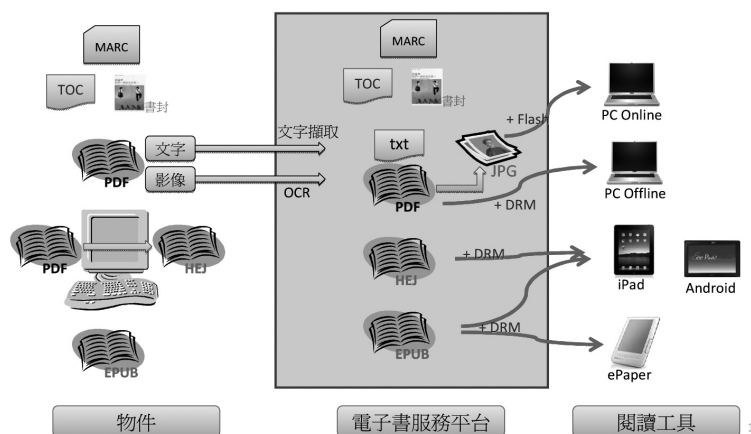 MARC
TOC
書封
文字
PDF
影像
PDF
HEJ
EPUB
物件
MARC
TOC
書封
文字擷取
OCR
txt
JPG
PDF
HEJ
EPUB
+ Flash
+ DRM
+ DRM
+ DRM
電子書服務平台
PC Online
PC Offline
iPad
Android
ePaper
閱讀工具